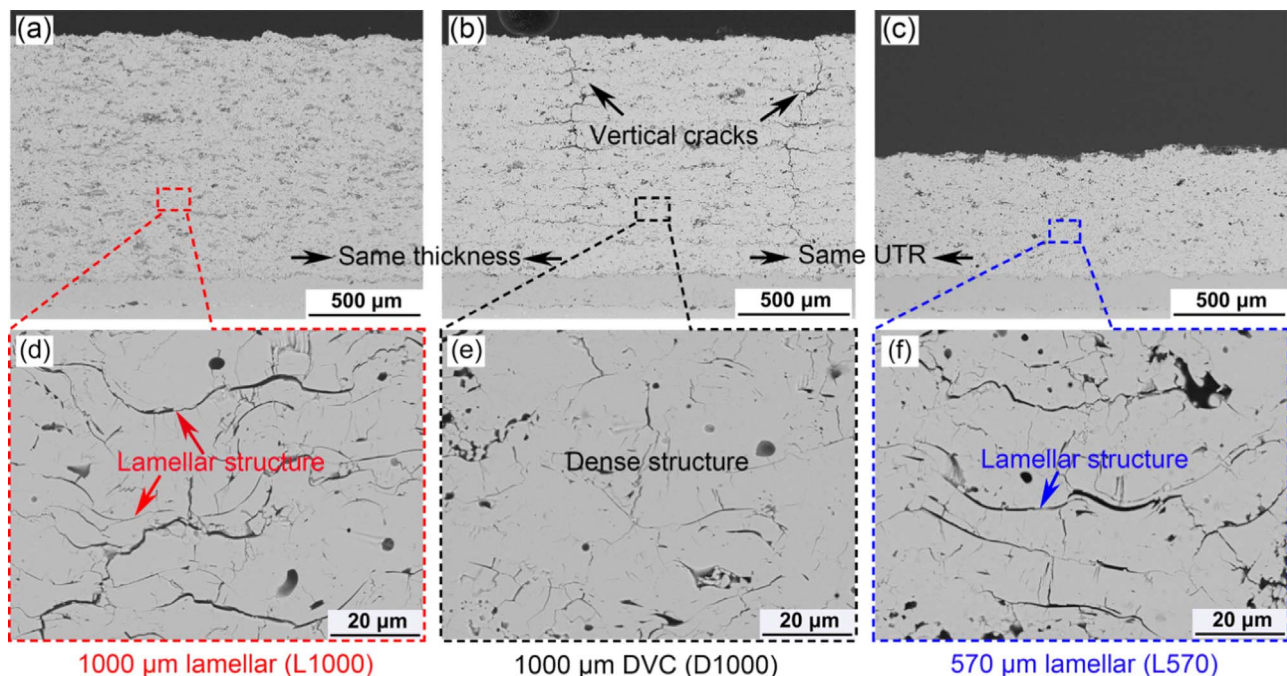 (a)
(b)
(c)
Vertical cracks
Same thickness
Same UTR
500 µm
500 µm
500 µm
(d)
(e)
(f)
Lamellar structure
Dense structure
Lamellar structure
20 µm
20 µm
20 µm
1000 µm lamellar (L1000)
1000 µm DVC (D1000)
570 µm lamellar (L570)